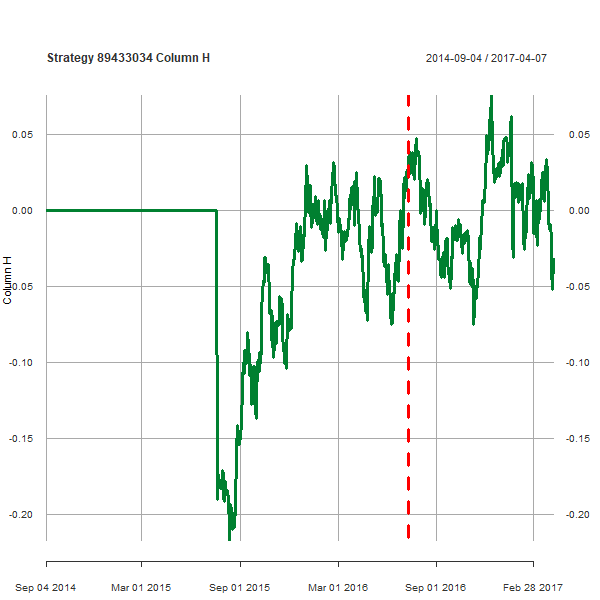 Strategy 89433034 Column H
2014-09-04 / 2017-04-07
0.05
0.05
0.00
0.00
-0.05
-0.05
-0.10
-0.10
-0.15
-0.15
-0.20
-0.20
Column H
Sep 04 2014
Mar 01 2015
Sep 01 2015
Mar 01 2016
Sep 01 2016
Feb 28 2017